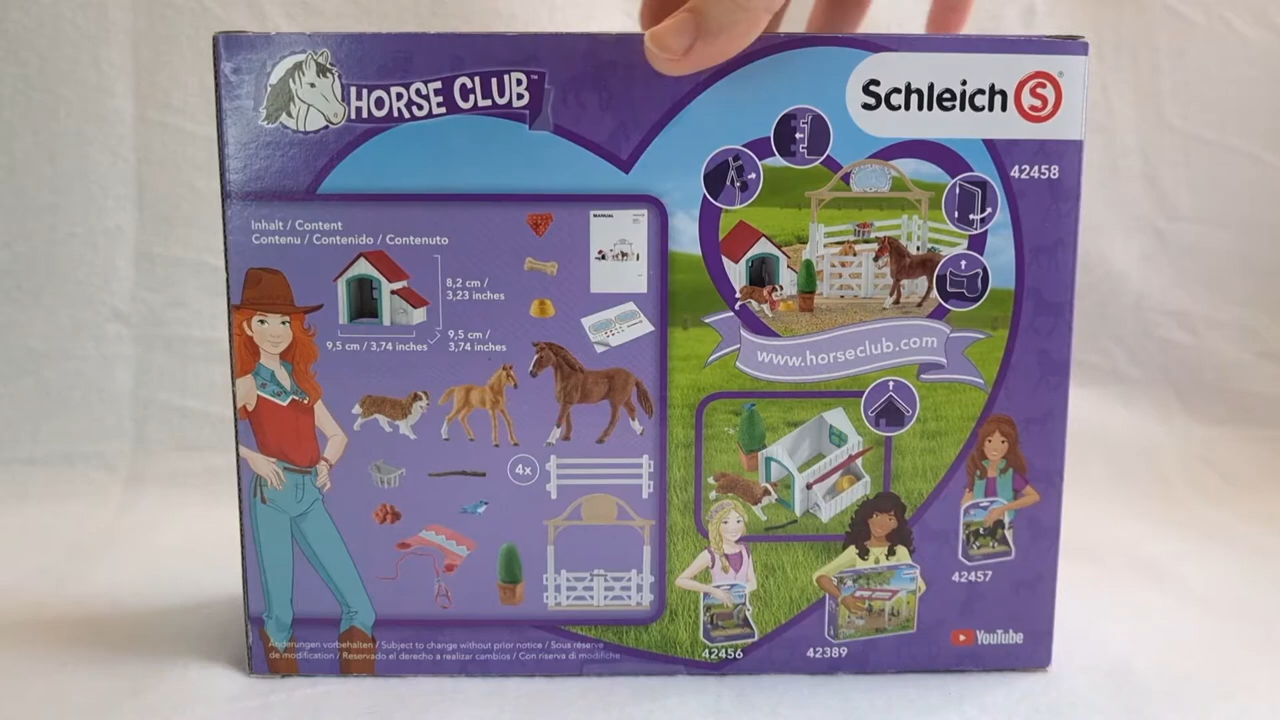 HORSE CLUB™
Schleich S®
42458
Inhalt / Content
Contenu / Contenido / Contenuto
MANUAL
8,2 cm /
3,23 inches
9,5 cm / 3,74 inches
9,5 cm /
3,74 inches
4x
www.horseclub.com
42457
42456
42389
YouTube
Änderungen vorbehalten / Subject to change without prior notice / Sous réserve
de modification / Reservado el derecho a realizar cambios / Con riserva di modifiche